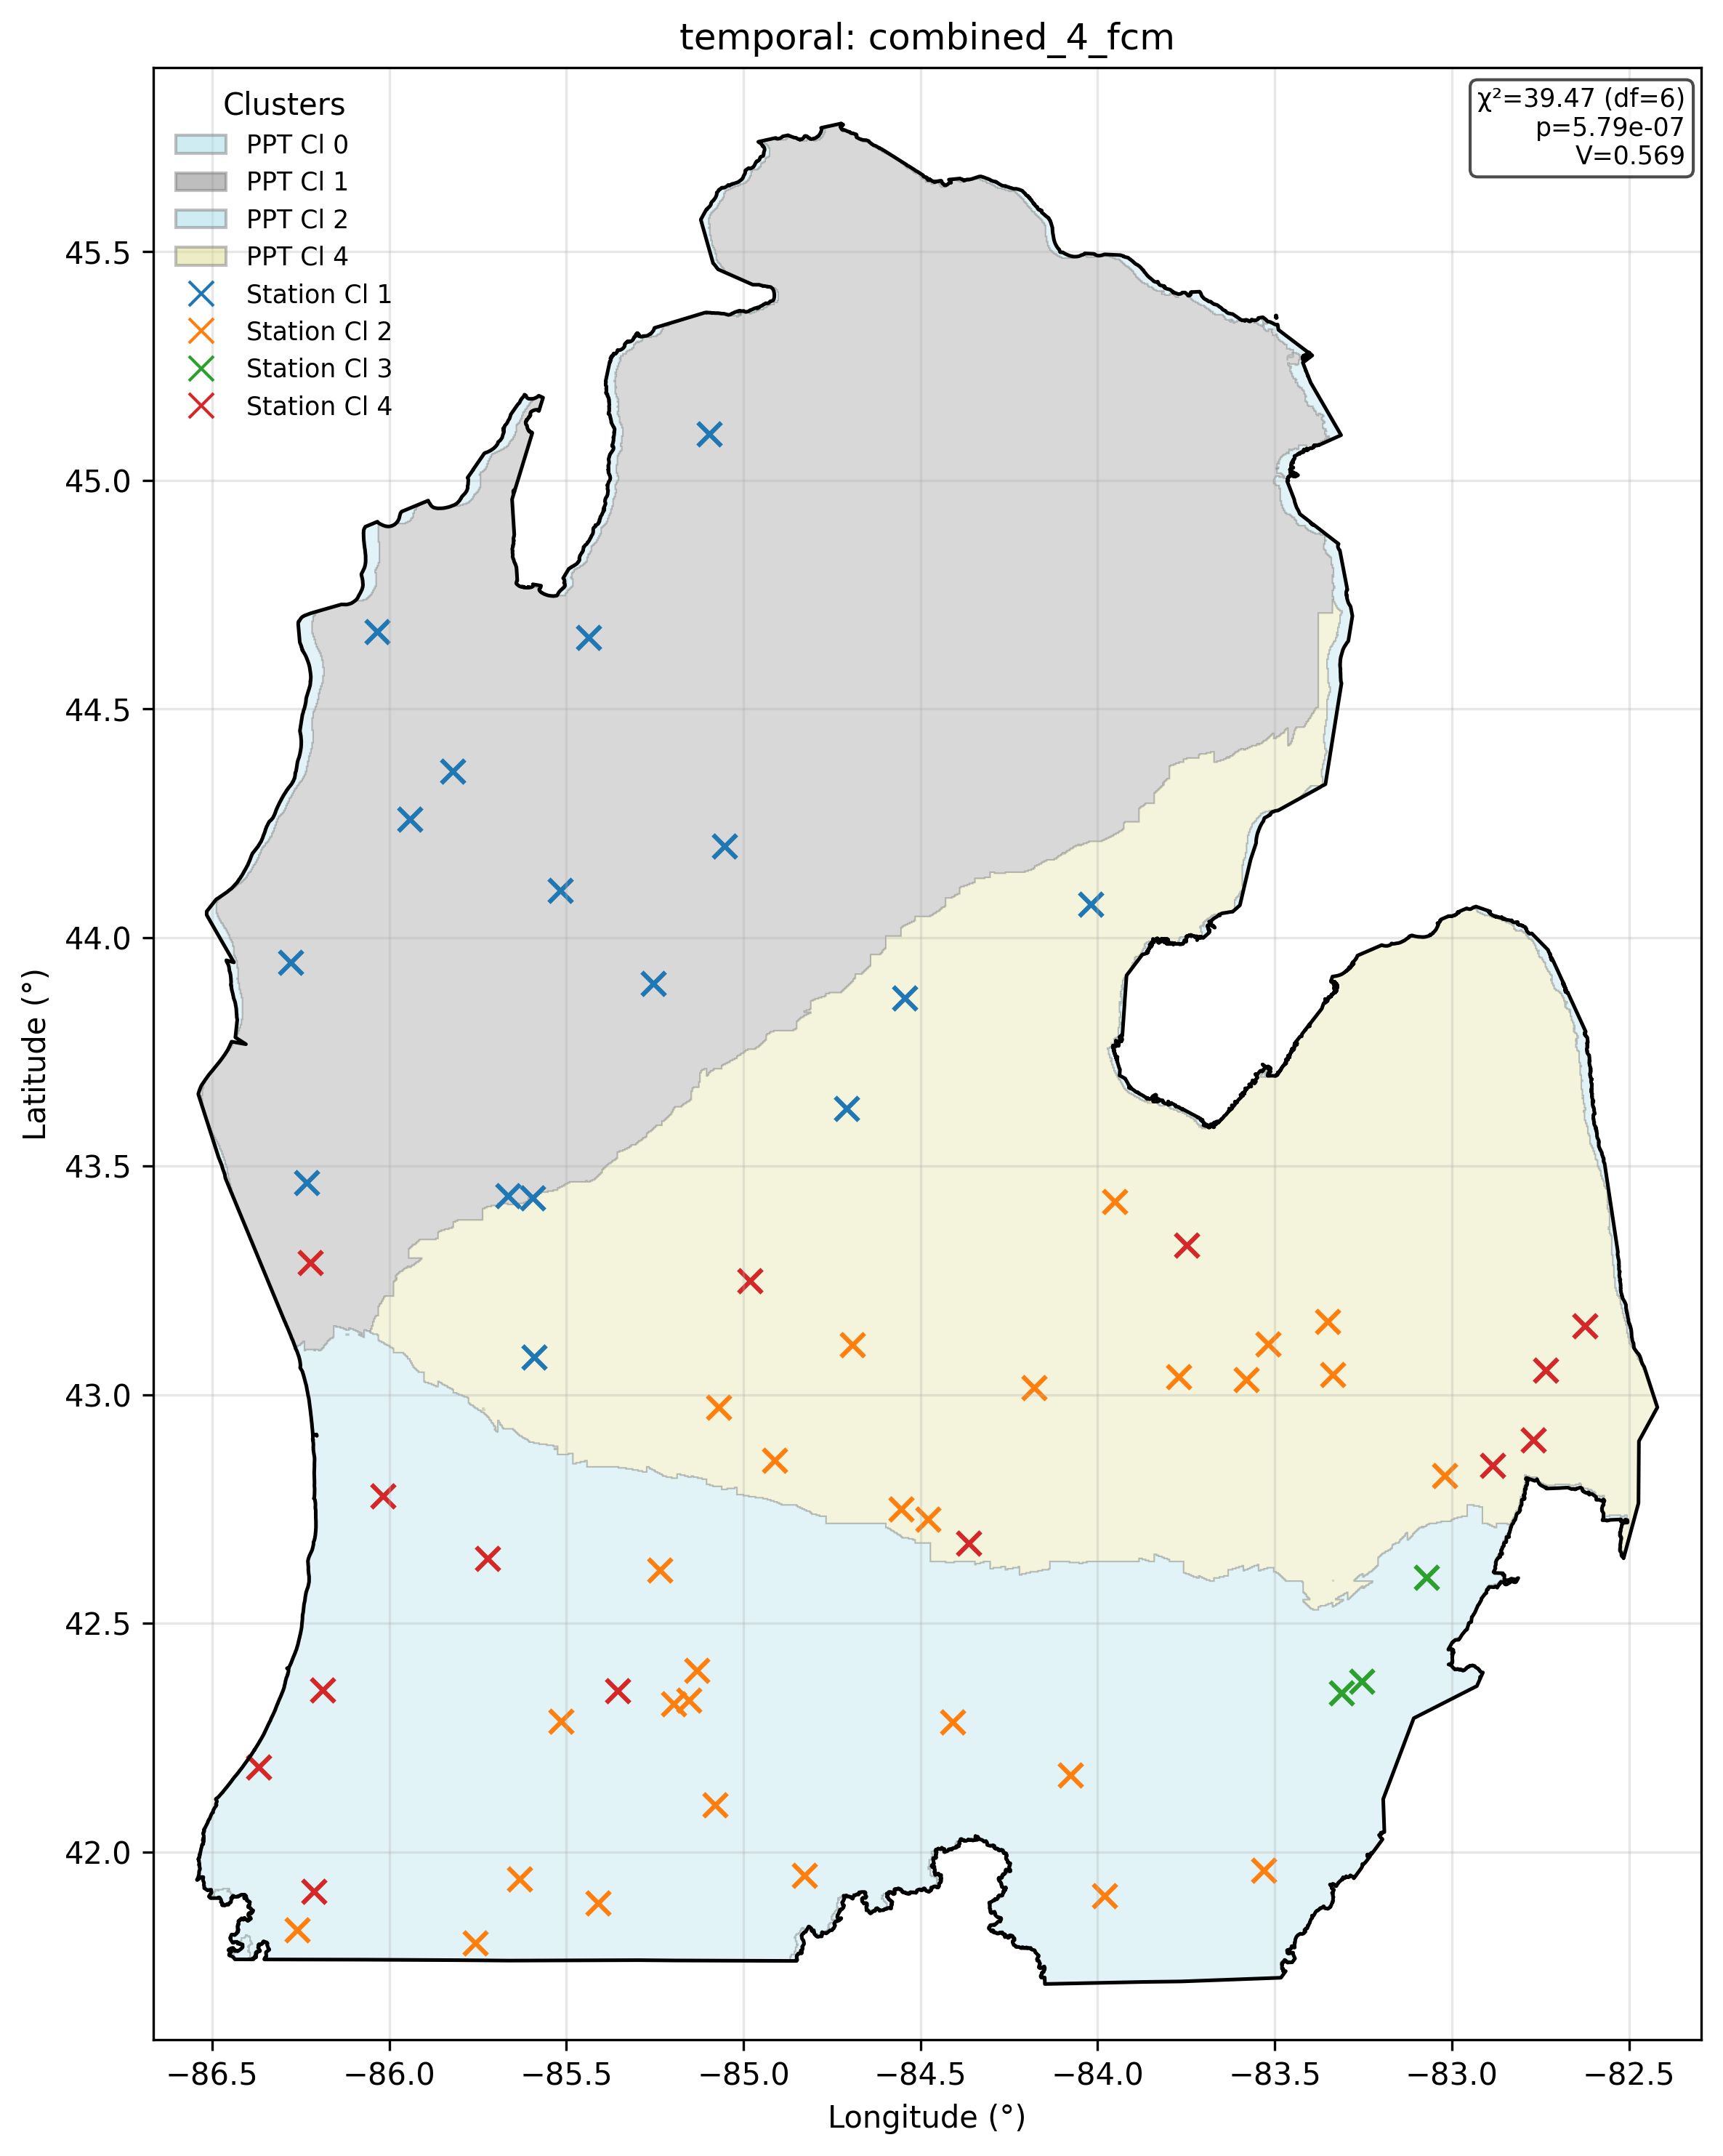 temporal: combined_4_fcm
Clusters
PPT Cl 0
PPT Cl 1
PPT Cl 2
PPT Cl 4
Station Cl 1
Station Cl 2
Station Cl 3
Station Cl 4
χ²=39.47 (df=6)
p=5.79e-07
V=0.569
45.5
45.0
44.5
44.0
43.5
43.0
42.5
42.0
Latitude (°)
−86.5 −86.0 −85.5 −85.0 −84.5 −84.0 −83.5 −83.0 −82.5
Longitude (°)